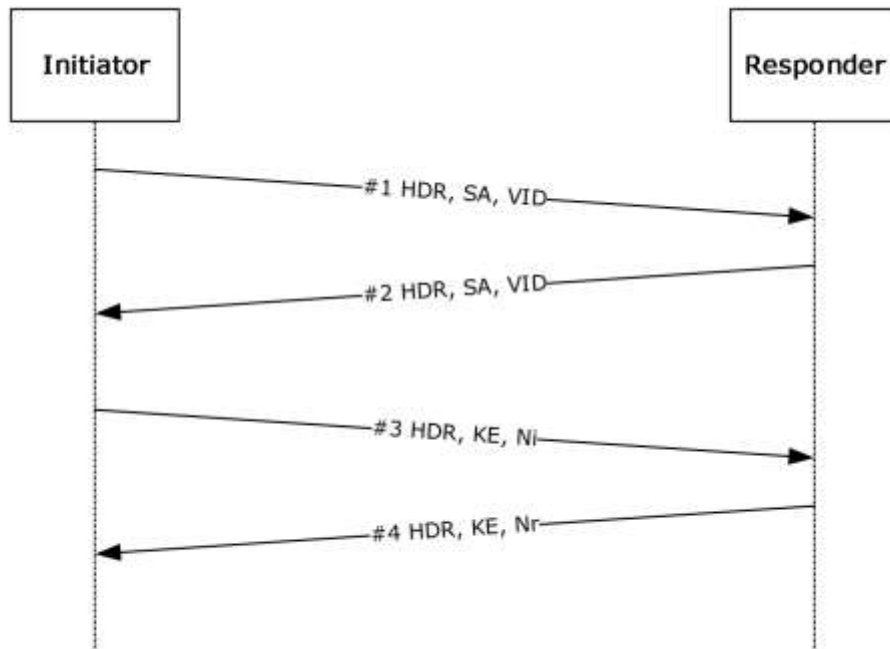 Initiator
Responder
#1 HDR, SA, VID
#2 HDR, SA, VID
#3 HDR, KE, Ni
#4 HDR, KE, Nr